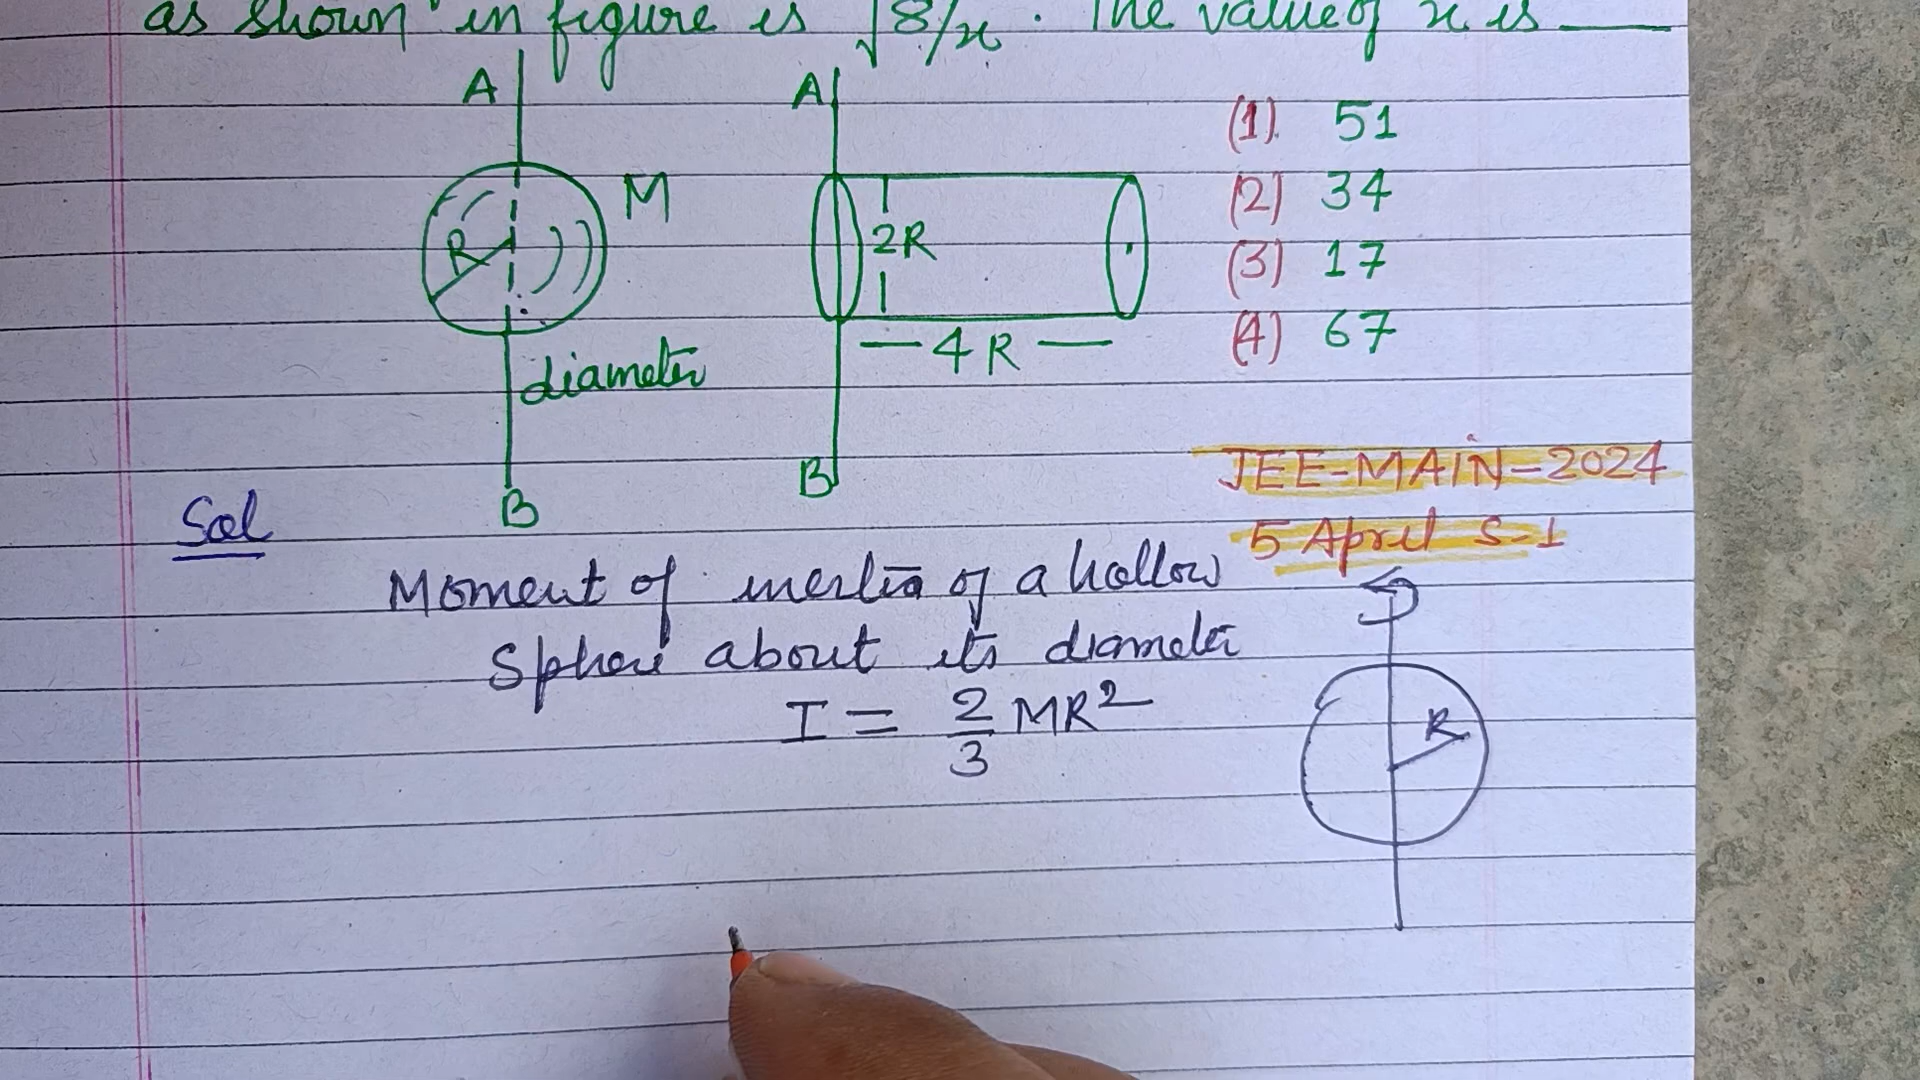 as shown in figure is √8/x. The value of x is ___
A
A
M
R
2R
4R
diameter
B
B
(1) 51
(2) 34
(3) 17
(4) 67
JEE-MAIN-2024
5 April S-1
Sol
Moment of inertia of a hollow
Sphere about its diameter
I = 2/3 MR²
R